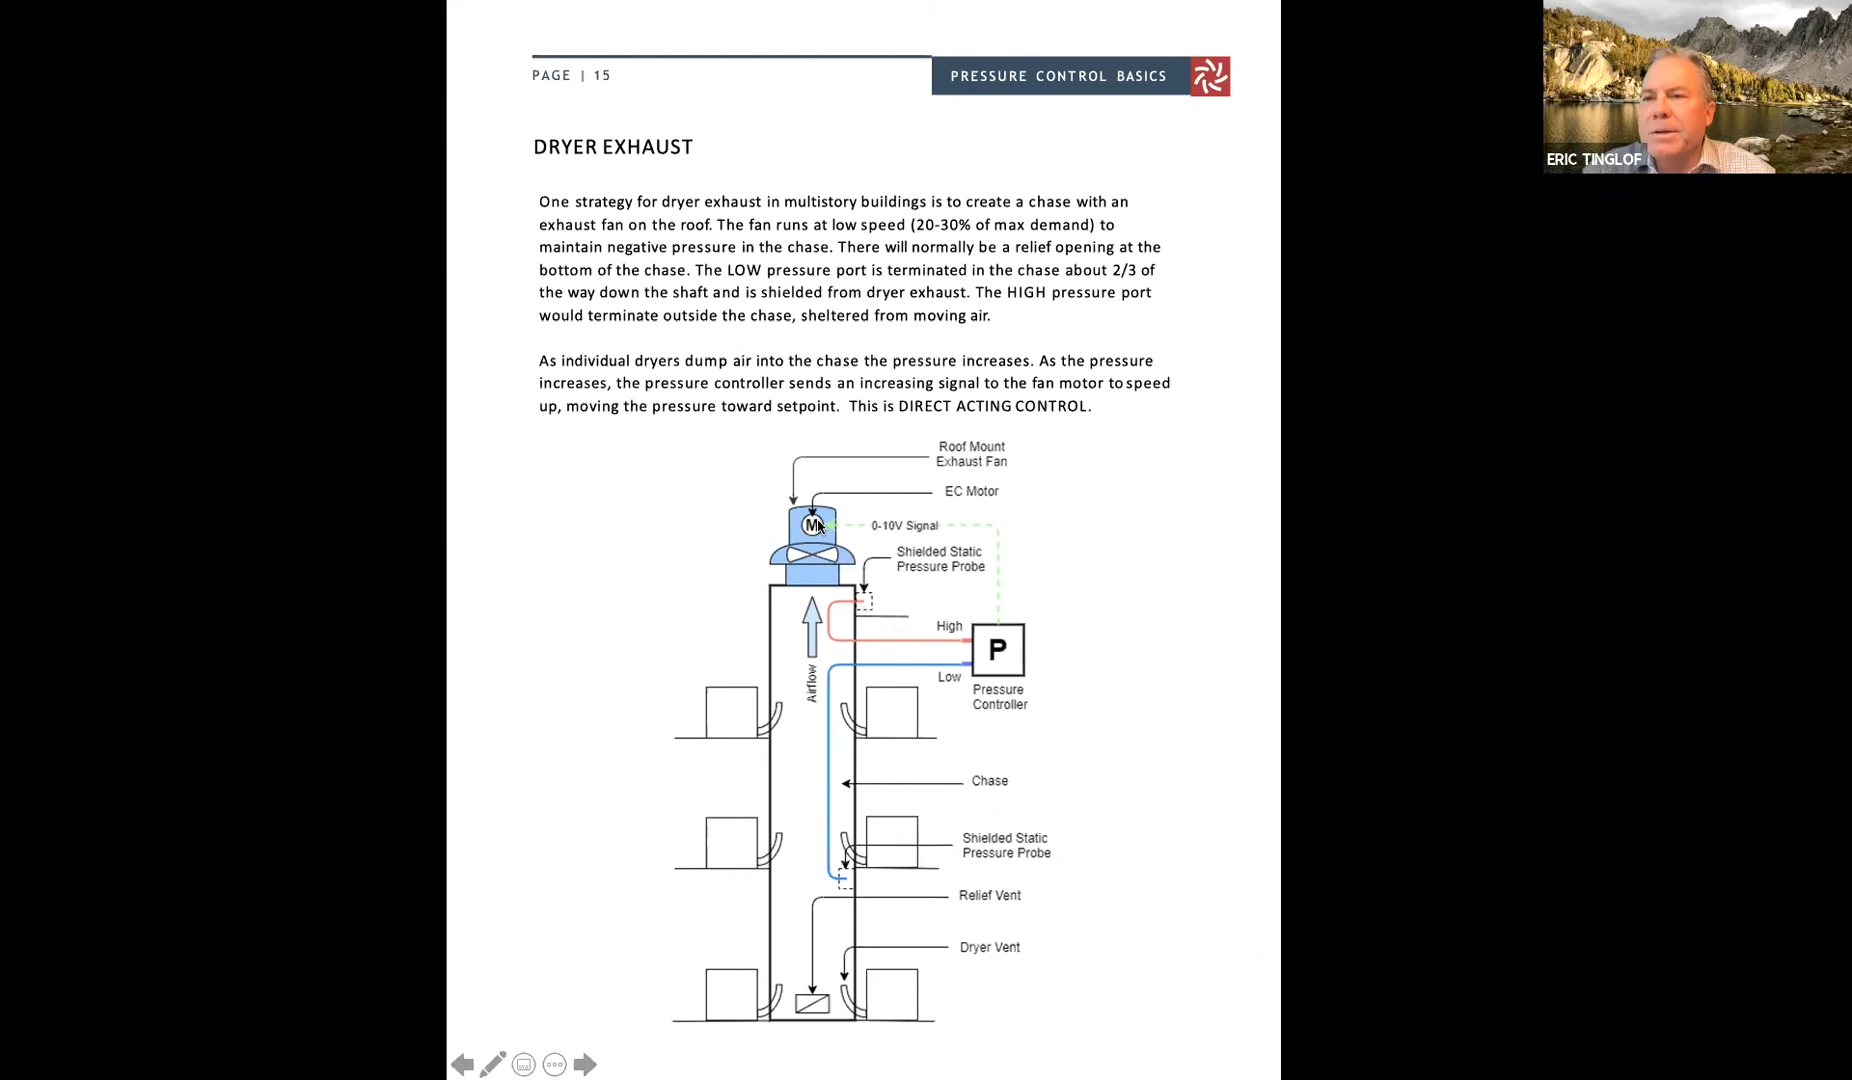 PAGE | 15
PRESSURE CONTROL BASICS
ERIC TINGLOF
DRYER EXHAUST
One strategy for dryer exhaust in multistory buildings is to create a chase with an
exhaust fan on the roof. The fan runs at low speed (20-30% of max demand) to
maintain negative pressure in the chase. There will normally be a relief opening at the
bottom of the chase. The LOW pressure port is terminated in the chase about 2/3 of
the way down the shaft and is shielded from dryer exhaust. The HIGH pressure port
would terminate outside the chase, sheltered from moving air.
As individual dryers dump air into the chase the pressure increases. As the pressure
increases, the pressure controller sends an increasing signal to the fan motor to speed
up, moving the pressure toward setpoint. This is DIRECT ACTING CONTROL.
Roof Mount
Exhaust Fan
EC Motor
M
0-10V Signal
Shielded Static
Pressure Probe
High
P
Low
Airflow
Pressure
Controller
Chase
Shielded Static
Pressure Probe
Relief Vent
Dryer Vent